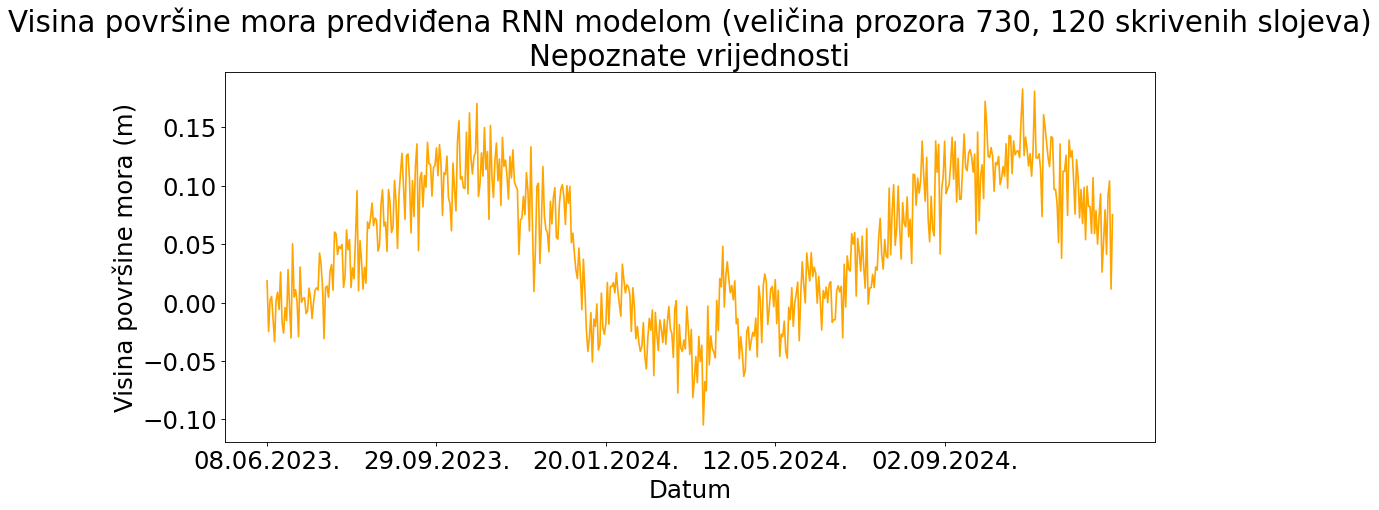 Visina površine mora predviđena RNN modelom (veličina prozora 730, 120 skrivenih slojeva)
Nepoznate vrijednosti
Visina površine mora (m)
0.15
0.10
0.05
0.00
−0.05
−0.10
08.06.2023. 29.09.2023. 20.01.2024. 12.05.2024. 02.09.2024.
Datum